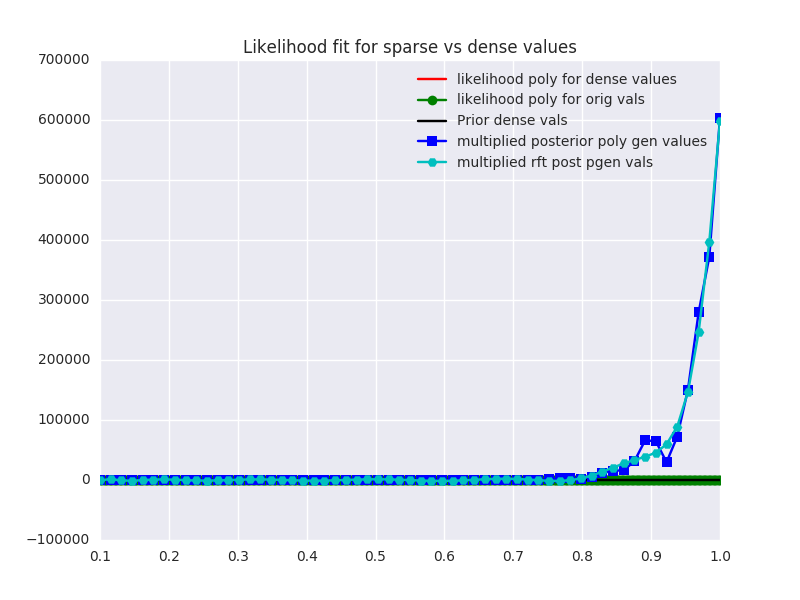 Likelihood fit for sparse vs dense values
700000
600000
500000
400000
300000
200000
100000
0
−100000
likelihood poly for dense values
likelihood poly for orig vals
Prior dense vals
multiplied posterior poly gen values
multiplied rft post pgen vals
0.1 0.2 0.3 0.4 0.5 0.6 0.7 0.8 0.9 1.0